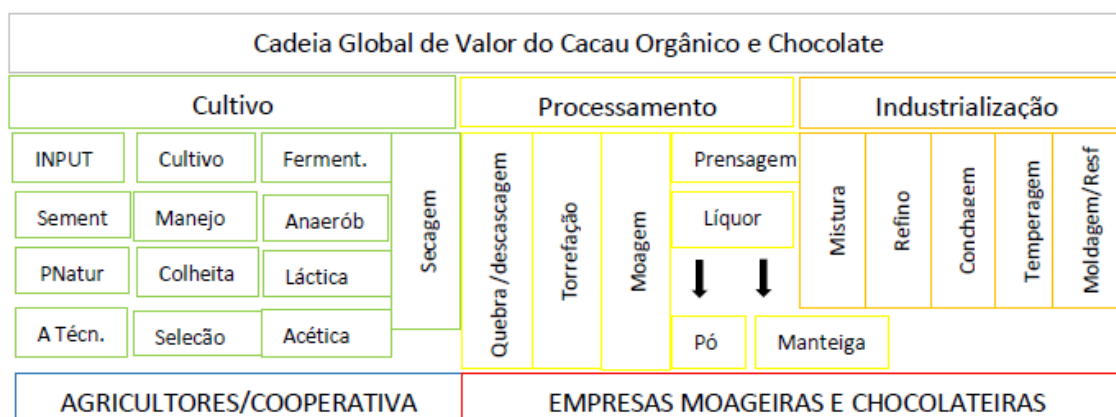 Cadeia Global de Valor do Cacau Orgânico e Chocolate
Cultivo
Processamento
Industrialização
INPUT
Cultivo
Ferment.
Sement
Manejo
Anaerób
PNatur
Colheita
Láctica
A Técn.
Selecão
Acética
Secagem
Quebra /descascagem
Torrefação
Moagem
Prensagem
Líquor
Pó
Manteiga
Mistura
Refino
Conchagem
Temperagem
Moldagem/Resf
AGRICULTORES/COOPERATIVA
EMPRESAS MOAGEIRAS E CHOCOLATEIRAS